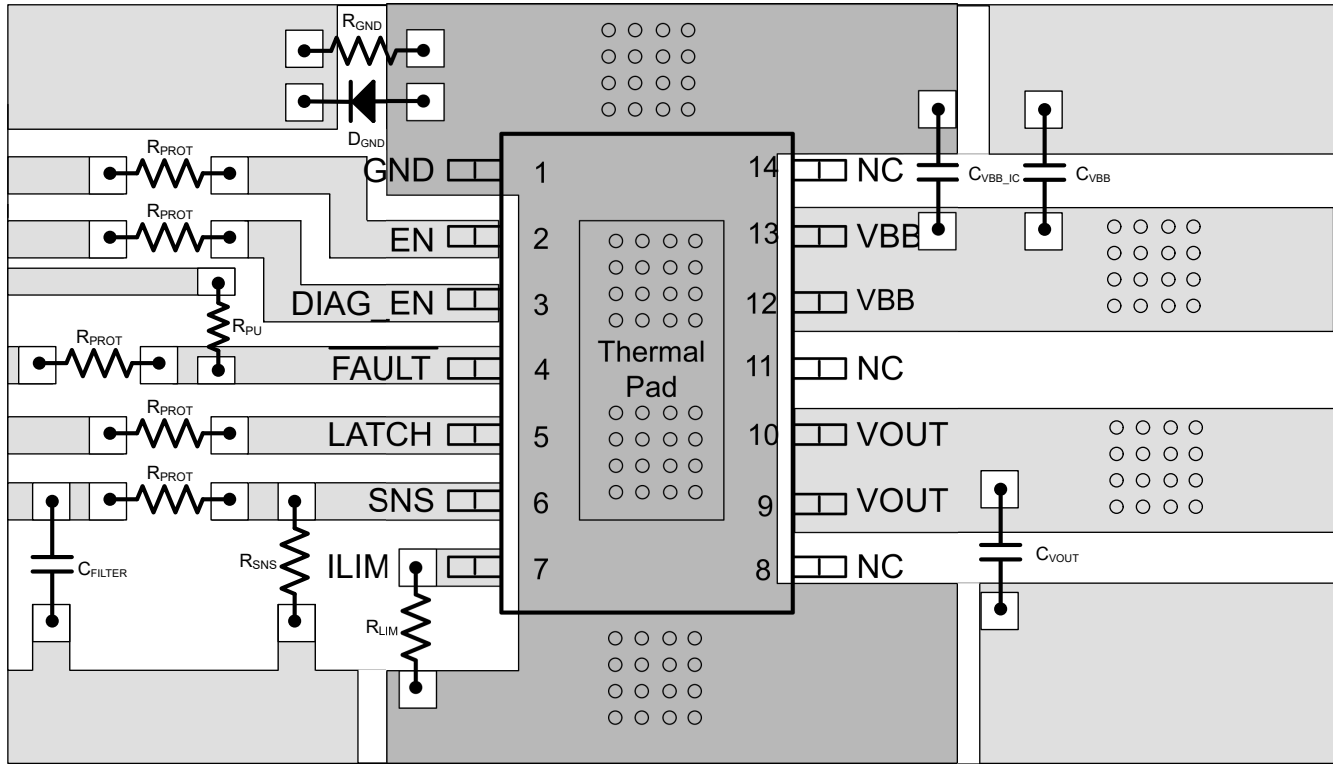 RGND
DGND
RPROT
GND
1
14
NC
CVBB_IC
CVBB
RPROT
EN
2
13
VBB
DIAG_EN
3
12
VBB
RPU
RPROT
FAULT
4
Thermal
Pad
11
NC
RPROT
LATCH
5
10
VOUT
RPROT
SNS
6
9
VOUT
CFILTER
RSNS
ILIM
7
8
NC
CVOUT
RLIM